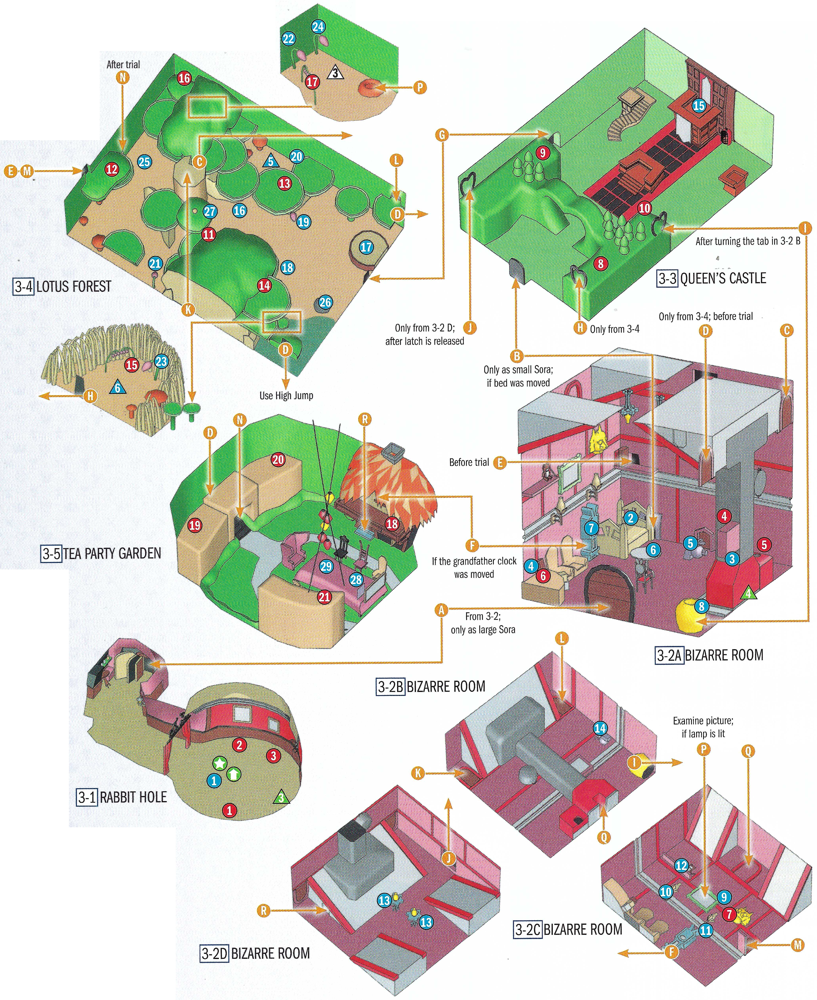 22
24
3
17
P
After trial
N
16
E
M
12
25
C
5
20
13
27
16
11
19
L
D
17
21
18
14
26
K
3-4 LOTUS FOREST
D
Use High Jump
G
15
9
10
8
J
Only from 3-2 D;
after latch is released
H Only from 3-4
I
After turning the tab in 3-2 B
3-3 QUEEN'S CASTLE
B
Only as small Sora;
if bed was moved
15
23
6
H
Only from 3-4; before trial
D
C
Before trial E
7
2
4
6
6
5
4
3
5
8
4
3-2A BIZARRE ROOM
D
N
R
20
19
18
29
28
21
3-5 TEA PARTY GARDEN
F
If the grandfather clock
was moved
A
From 3-2;
only as large Sora
2
3
1
1
3
3-1 RABBIT HOLE
3-2B BIZARRE ROOM
L
14
K
I
Q
Examine picture;
if lamp is lit
P
Q
J
13
13
R
3-2D BIZARRE ROOM
12
10
9
7
11
F
M
3-2C BIZARRE ROOM